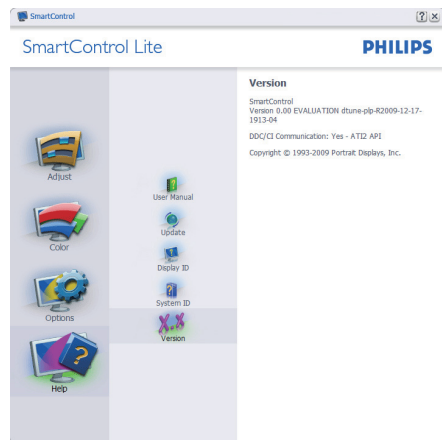 SmartControl
SmartControl Lite
PHILIPS
Adjust
Color
Options
Help
User Manual
Update
Display ID
System ID
Version
Version
SmartControl
Version 0.00 EVALUATION dtune-plp-R2009-12-17-
1913-04
DDC/CI Communication: Yes - ATI2 API
Copyright © 1993-2009 Portrait Displays, Inc.